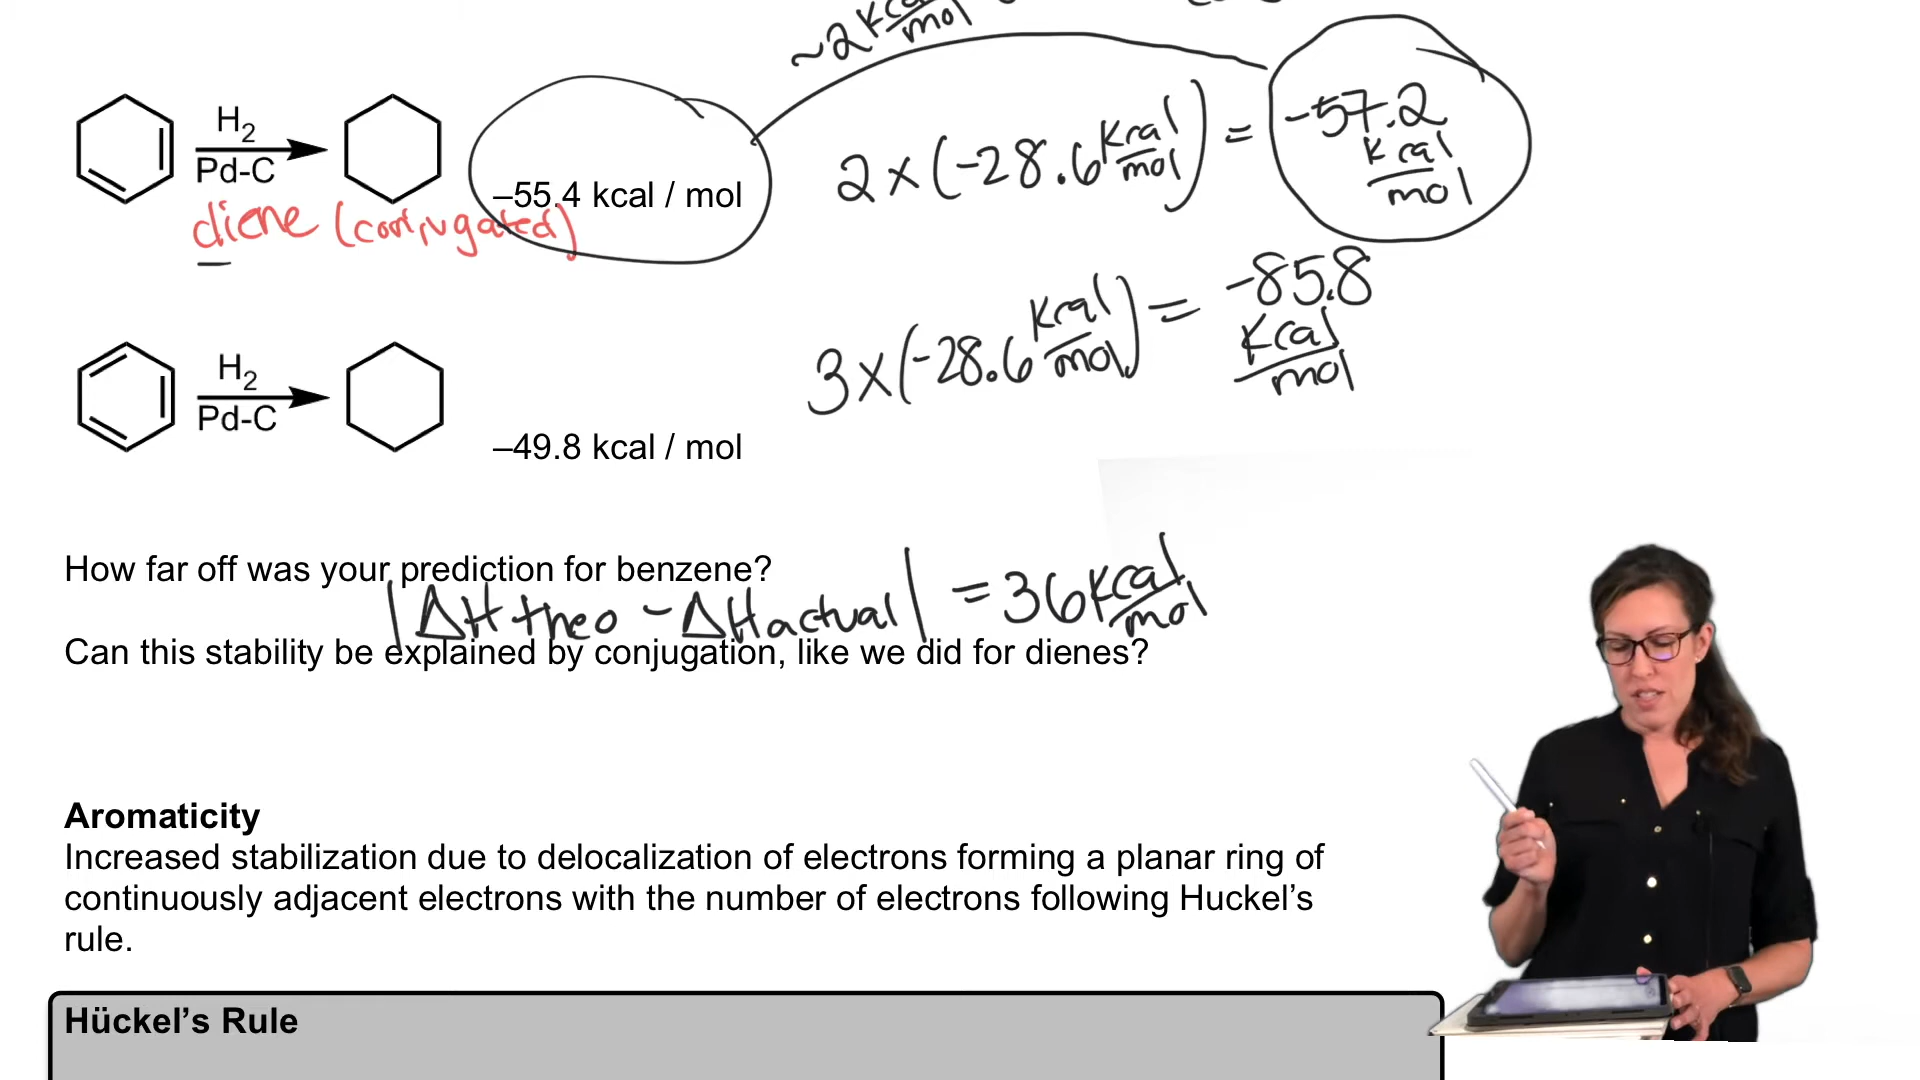 ~2 kcal/mol
H2
Pd-C
–55.4 kcal / mol
2 x (-28.6 kcal/mol) = -57.2 kcal/mol
diene (conjugated)
3 x (-28.6 kcal/mol) = -85.8 kcal/mol
H2
Pd-C
–49.8 kcal / mol
How far off was your prediction for benzene?
|ΔH theo - ΔH actual| = 36 kcal/mol
Can this stability be explained by conjugation, like we did for dienes?
Aromaticity
Increased stabilization due to delocalization of electrons forming a planar ring of
continuously adjacent electrons with the number of electrons following Huckel’s
rule.
Hückel’s Rule